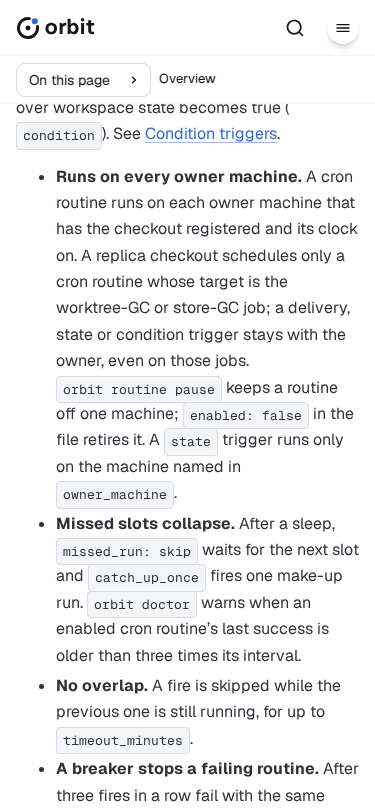 orbit
On this page
Overview
over workspace state becomes true (
condition). See Condition triggers.
• Runs on every owner machine. A cron
routine runs on each owner machine that
has the checkout registered and its clock
on. A replica checkout schedules only a
cron routine whose target is the
worktree-GC or store-GC job; a delivery,
state or condition trigger stays with the
owner, even on those jobs.
orbit routine pause keeps a routine
off one machine; enabled: false in the
file retires it. A state trigger runs only
on the machine named in
owner_machine.
• Missed slots collapse. After a sleep,
missed_run: skip waits for the next slot
and catch_up_once fires one make-up
run. orbit doctor warns when an
enabled cron routine’s last success is
older than three times its interval.
• No overlap. A fire is skipped while the
previous one is still running, for up to
timeout_minutes.
• A breaker stops a failing routine. After
three fires in a row fail with the same